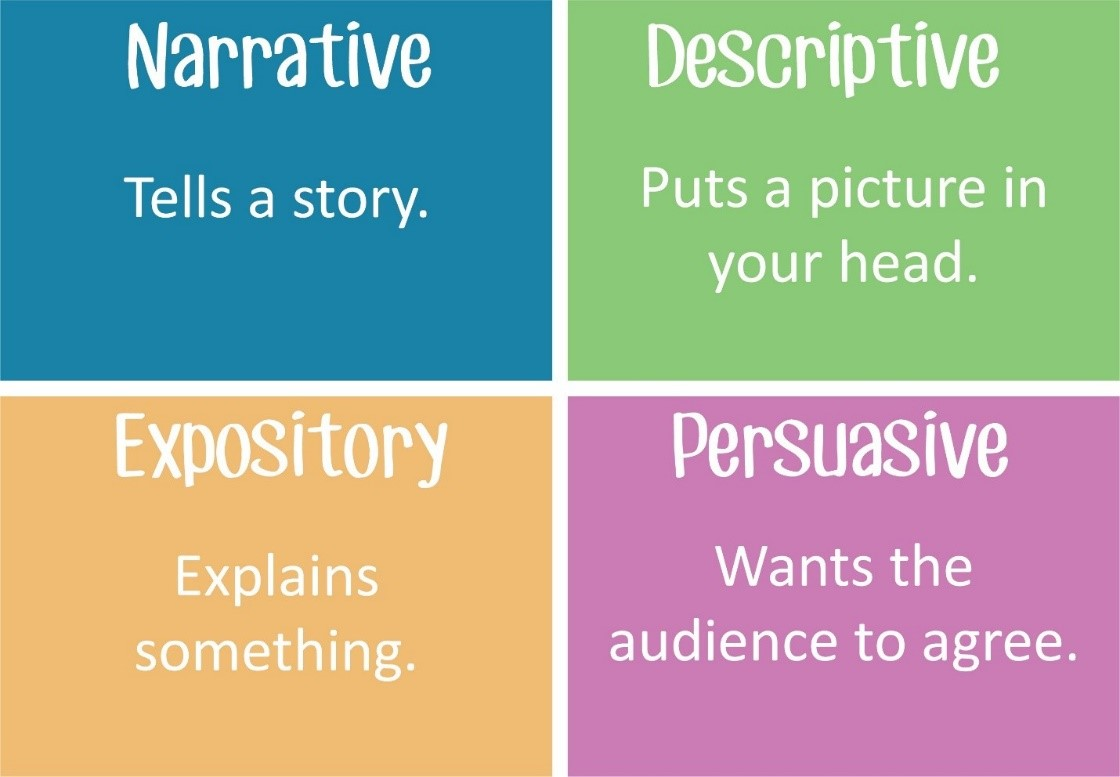 Narrative
Tells a story.
Descriptive
Puts a picture in
your head.
Expository
Explains
something.
Persuasive
Wants the
audience to agree.